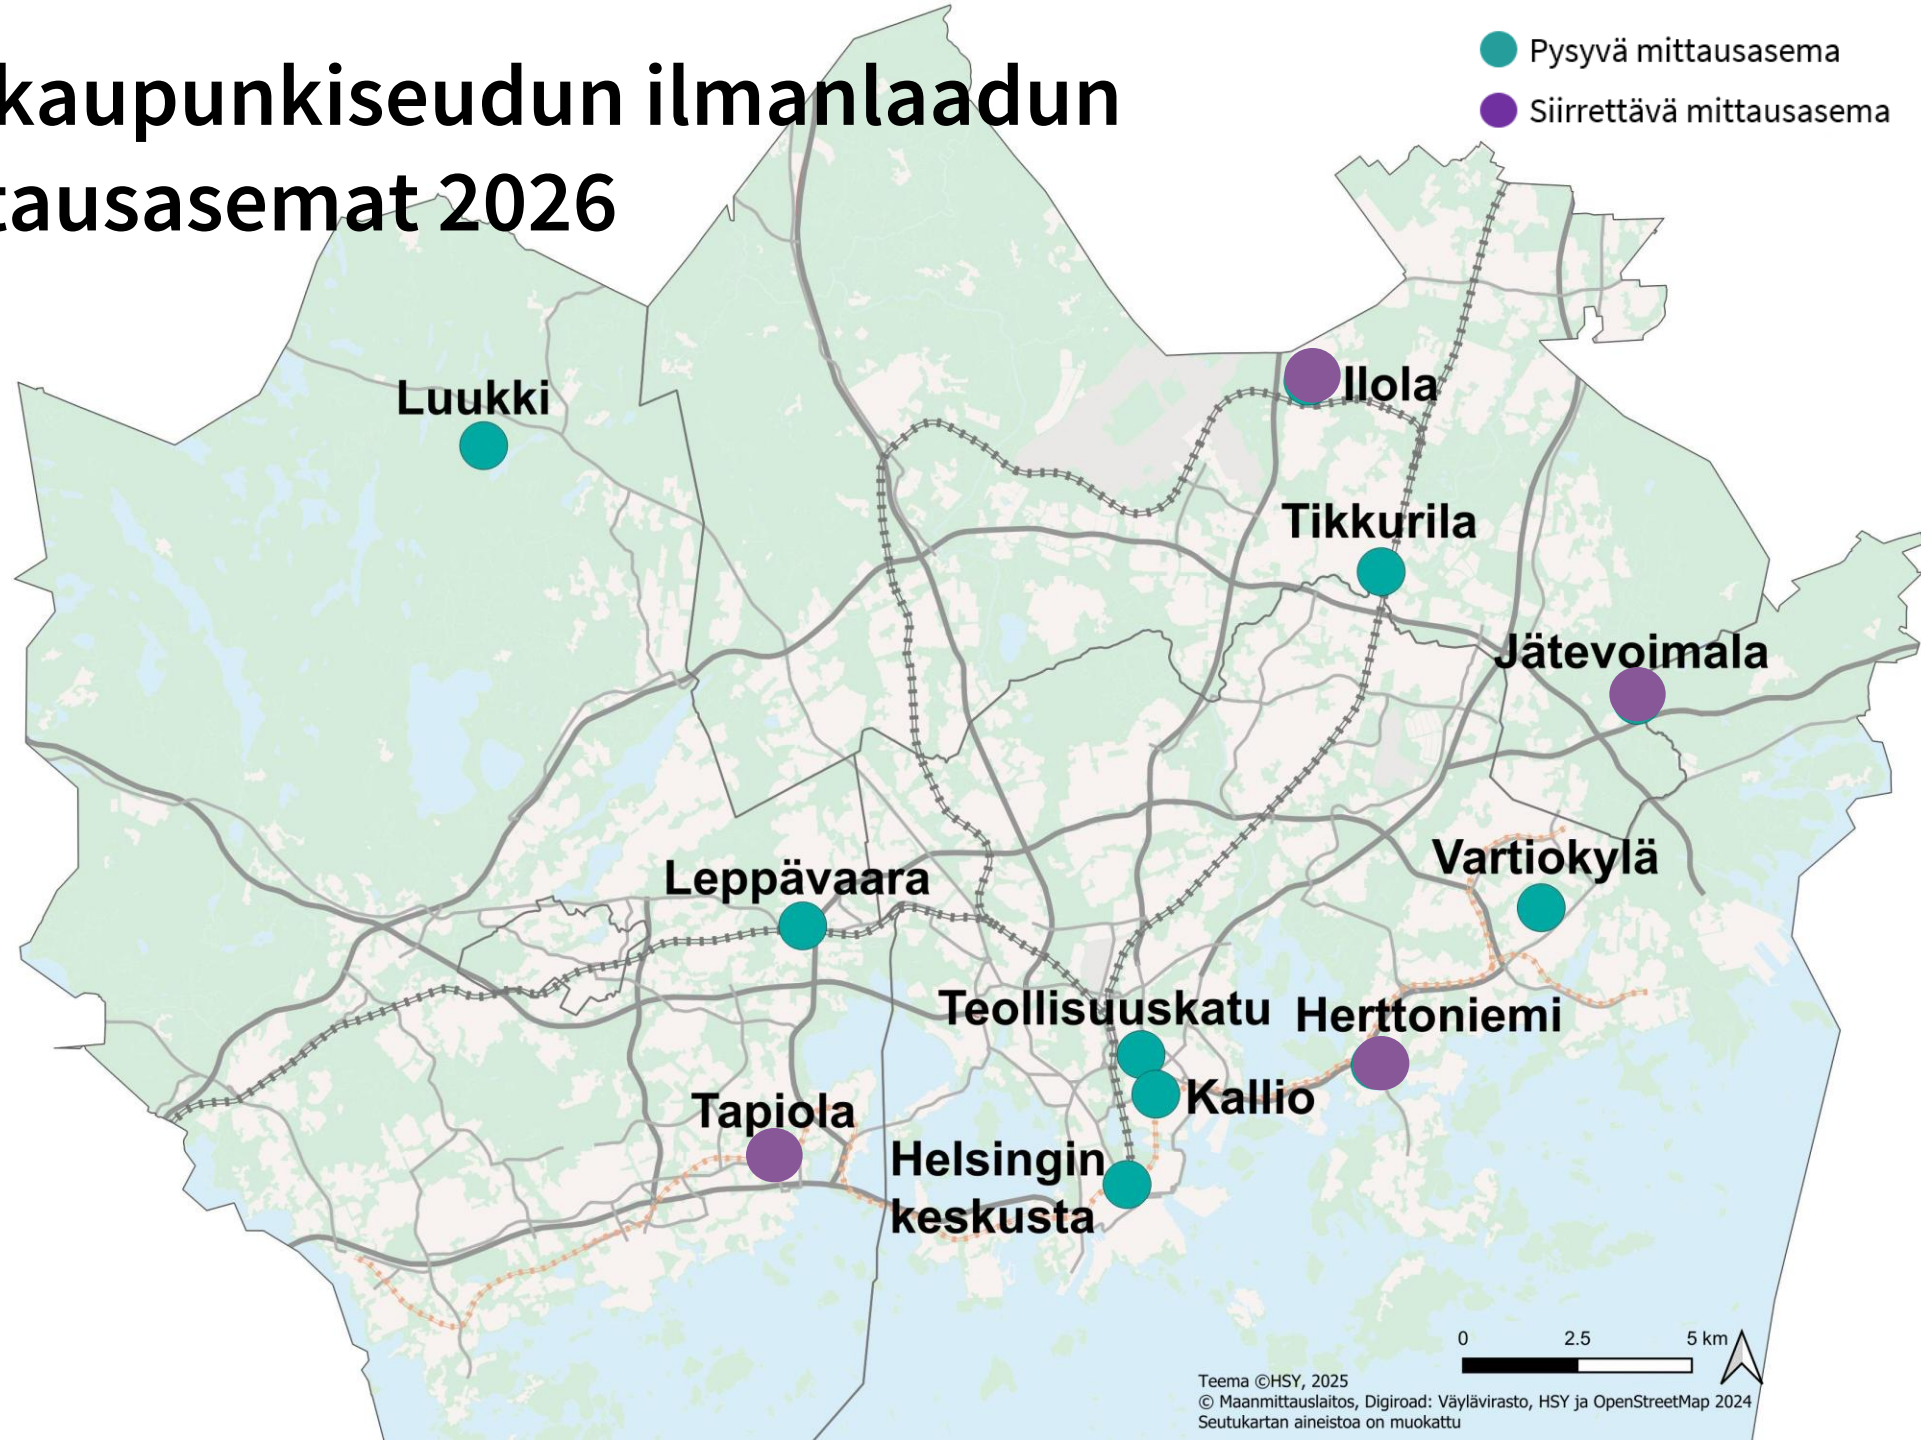 kaupunkiseudun ilmanlaadun
tausasemat 2026
Pysyvä mittausasema
Siirrettävä mittausasema
Luukki
Ilola
Tikkurila
Jätevoimala
Vartiokylä
Leppävaara
Teollisuuskatu
Herttoniemi
Kallio
Tapiola
Helsingin
keskusta
0 2.5 5 km
Teema ©HSY, 2025
© Maanmittauslaitos, Digiroad: Väylävirasto, HSY ja OpenStreetMap 2024
Seutukartan aineistoa on muokattu